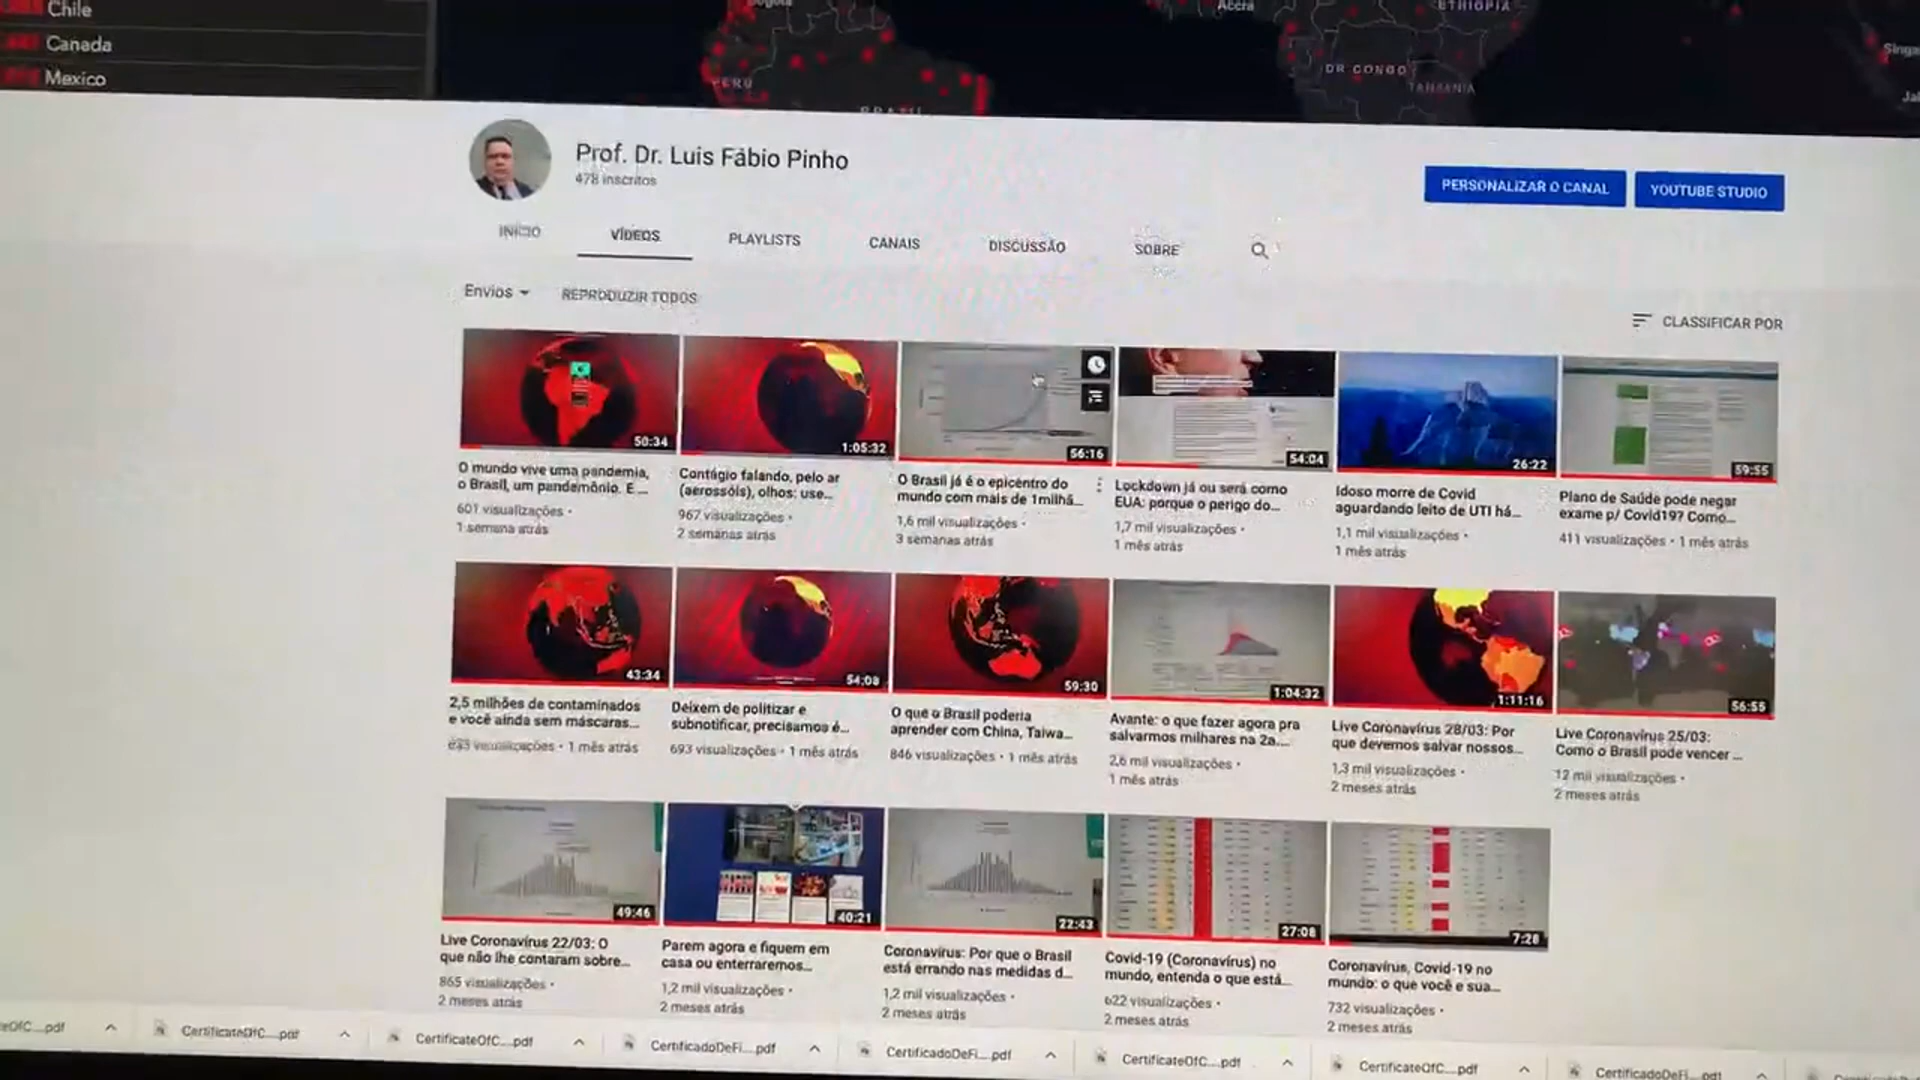 Chile
Canada
Mexico
Bogotá
PERU
BRAZIL
Accra
ETHIOPIA
DR CONGO
TANZANIA
Prof. Dr. Luis Fábio Pinho
478 inscritos
PERSONALIZAR O CANAL
YOUTUBE STUDIO
INÍCIO
VÍDEOS
PLAYLISTS
CANAIS
DISCUSSÃO
SOBRE
Envios
REPRODUZIR TODOS
CLASSIFICAR POR
50:34
O mundo vive uma pandemia,
o Brasil, um pandemônio. E ...
601 visualizações •
1 semana atrás
1:05:32
Contágio falando, pelo ar
(aerossóis), olhos: use...
967 visualizações •
2 semanas atrás
56:16
O Brasil já é o epicentro do
mundo com mais de 1milhã...
1,6 mil visualizações •
3 semanas atrás
54:04
Lockdown já ou será como
EUA: porque o perigo do...
1,7 mil visualizações •
1 mês atrás
26:22
Idoso morre de Covid
aguardando leito de UTI há...
1,1 mil visualizações •
1 mês atrás
59:55
Plano de Saúde pode negar
exame p/ Covid19? Como...
411 visualizações • 1 mês atrás
43:34
2,5 milhões de contaminados
e você ainda sem máscaras...
visualizações • 1 mês atrás
54:08
Deixem de politizar e
subnotificar, precisamos é...
693 visualizações • 1 mês atrás
59:30
O que o Brasil poderia
aprender com China, Taiwa...
846 visualizações • 1 mês atrás
1:04:32
Avante: o que fazer agora pra
salvarmos milhares na 2a....
2,6 mil visualizações •
1 mês atrás
1:11:16
Live Coronavírus 28/03: Por
que devemos salvar nossos...
1,3 mil visualizações •
2 meses atrás
56:55
Live Coronavírus 25/03:
Como o Brasil pode vencer ...
12 mil visualizações •
2 meses atrás
49:46
Live Coronavírus 22/03: O
que não lhe contaram sobre...
865 visualizações •
2 meses atrás
40:21
Parem agora e fiquem em
casa ou enterraremos...
1,2 mil visualizações •
2 meses atrás
22:43
Coronavírus: Por que o Brasil
está errando nas medidas d...
1,2 mil visualizações •
2 meses atrás
27:08
Covid-19 (Coronavírus) no
mundo, entenda o que está...
622 visualizações •
2 meses atrás
7:28
Coronavírus, Covid-19 no
mundo: o que você e sua...
732 visualizações •
2 meses atrás
eOfC....pdf
CertificateOfC....pdf
CertificateOfC....pdf
CertificadoDeFi....pdf
CertificadoDeFi....pdf
CertificateOfC....pdf
CertificateOfC....pdf
CertificadoDeFi....pdf